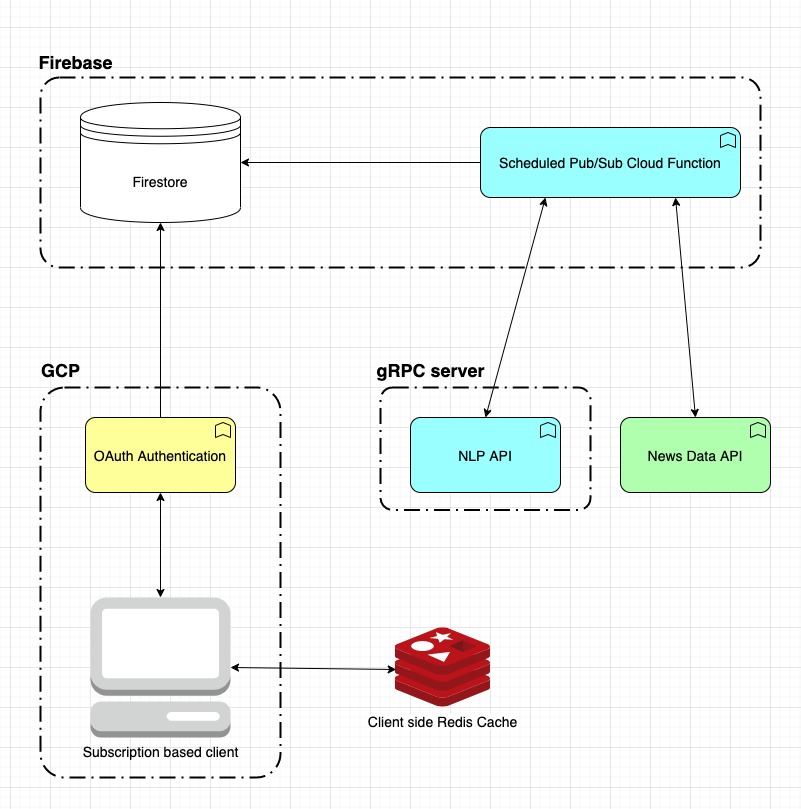 Firebase
Firestore
Scheduled Pub/Sub Cloud Function
GCP
gRPC server
OAuth Authentication
NLP API
News Data API
Client side Redis Cache
Subscription based client